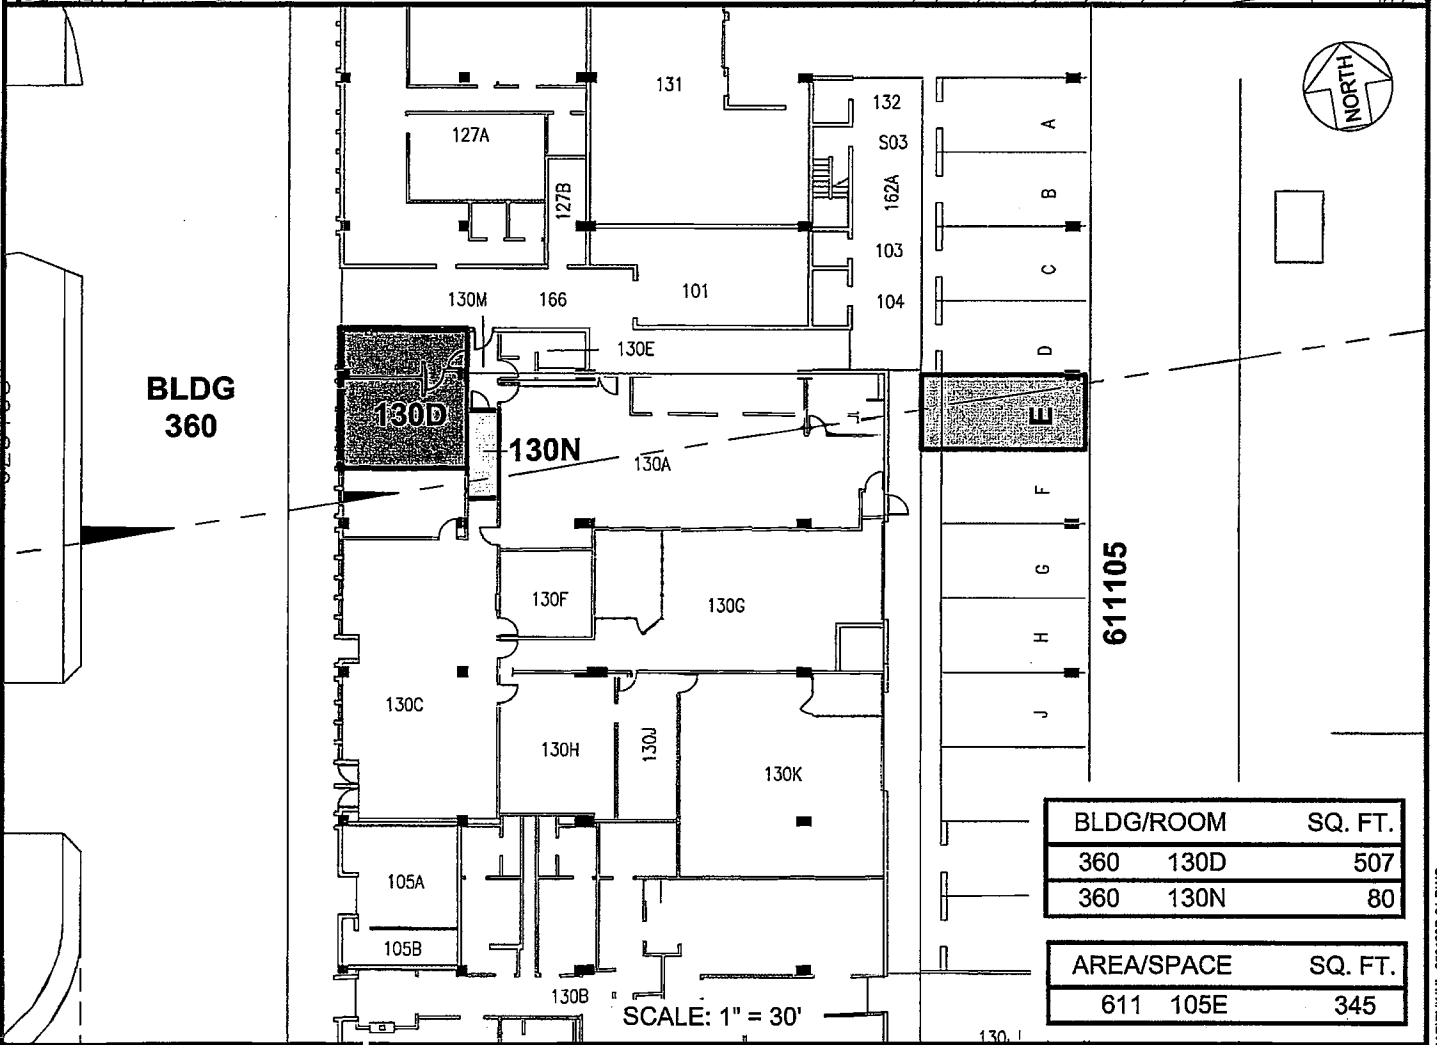 NORTH
131
132
127A
A
S03
127B
162A
B
103
C
130M
166
101
104
130E
D
BLDG
360
130D
E
130N
130A
F
611105
G
130F
130G
H
130C
J
130H
130J
130K
BLDG/ROOM SQ. FT.
360 130D 507
360 130N 80
105A
105B
AREA/SPACE SQ. FT.
611 105E 345
130B
SCALE: 1" = 30'